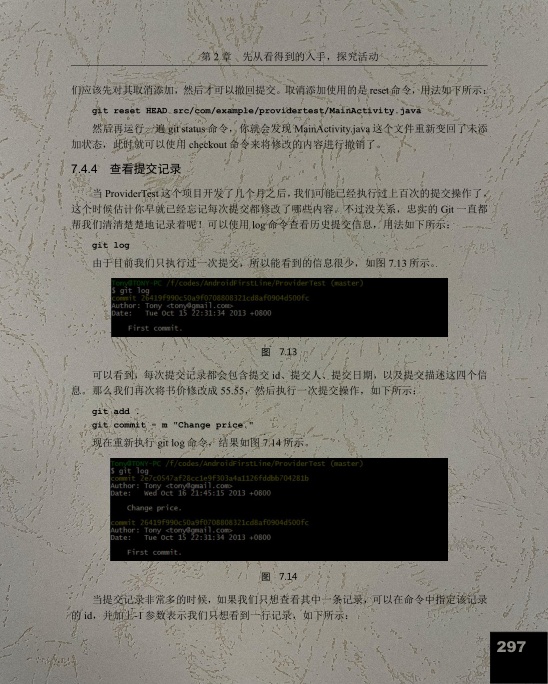 第 2 章  先从看得到的入手，探究活动
们应该先对其取消添加，然后才可以撤回提交。取消添加使用的是 reset 命令，用法如下所示：
git reset HEAD src/com/example/providertest/MainActivity.java
然后再运行一遍 git status 命令，你就会发现 MainActivity.java 这个文件重新变回了未添
加状态，此时就可以使用 checkout 命令来将修改的内容进行撤销了。
7.4.4  查看提交记录
当 ProviderTest 这个项目开发了几个月之后，我们可能已经执行过上百次的提交操作了，
这个时候估计你早就已经忘记每次提交都修改了哪些内容。不过没关系，忠实的 Git 一直都
帮我们清清楚楚地记录着呢！可以使用 log 命令查看历史提交信息，用法如下所示：
git log
由于目前我们只执行过一次提交，所以能看到的信息很少，如图 7.13 所示。
Tony@TONY-PC /f/codes/AndroidFirstLine/ProviderTest (master)
$ git log
commit 26419f990c50a9f0708808321cd8af0904d500fc
Author: Tony <tony@gmail.com>
Date:   Tue Oct 15 22:31:34 2013 +0800
First commit.
图  7.13
可以看到，每次提交记录都会包含提交 id、提交人、提交日期，以及提交描述这四个信
息。那么我们再次将书价修改成 55.55，然后执行一次提交操作，如下所示：
git add .
git commit - m "Change price."
现在重新执行 git log 命令，结果如图 7.14 所示。
Tony@TONY-PC /f/codes/AndroidFirstLine/ProviderTest (master)
$ git log
commit 2e7c0547af26cc1e9f303a4a1126fddbb704281b
Author: Tony <tony@gmail.com>
Date:   Wed Oct 16 21:45:15 2013 +0800
Change price.
commit 26419f990c50a9f0708808321cd8af0904d500fc
Author: Tony <tony@gmail.com>
Date:   Tue Oct 15 22:31:34 2013 +0800
First commit.
图  7.14
当提交记录非常多的时候，如果我们只想查看其中一条记录，可以在命令中指定该记录
的 id，并加上-1 参数表示我们只想看到一行记录，如下所示：
297